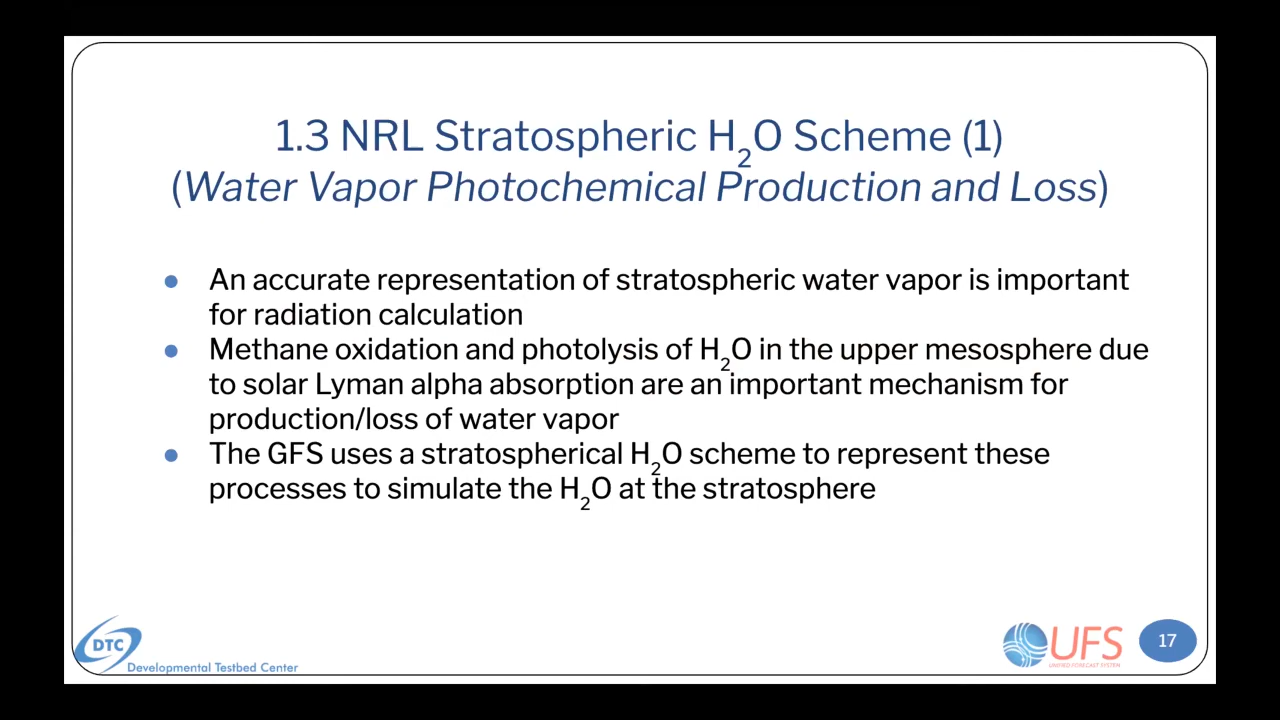 1.3 NRL Stratospheric H₂O Scheme (1)
(Water Vapor Photochemical Production and Loss)
● An accurate representation of stratospheric water vapor is important
for radiation calculation
● Methane oxidation and photolysis of H₂O in the upper mesosphere due
to solar Lyman alpha absorption are an important mechanism for
production/loss of water vapor
● The GFS uses a stratospherical H₂O scheme to represent these
processes to simulate the H₂O at the stratosphere
DTC
Developmental Testbed Center
UFS
UNIFIED FORECAST SYSTEM
17